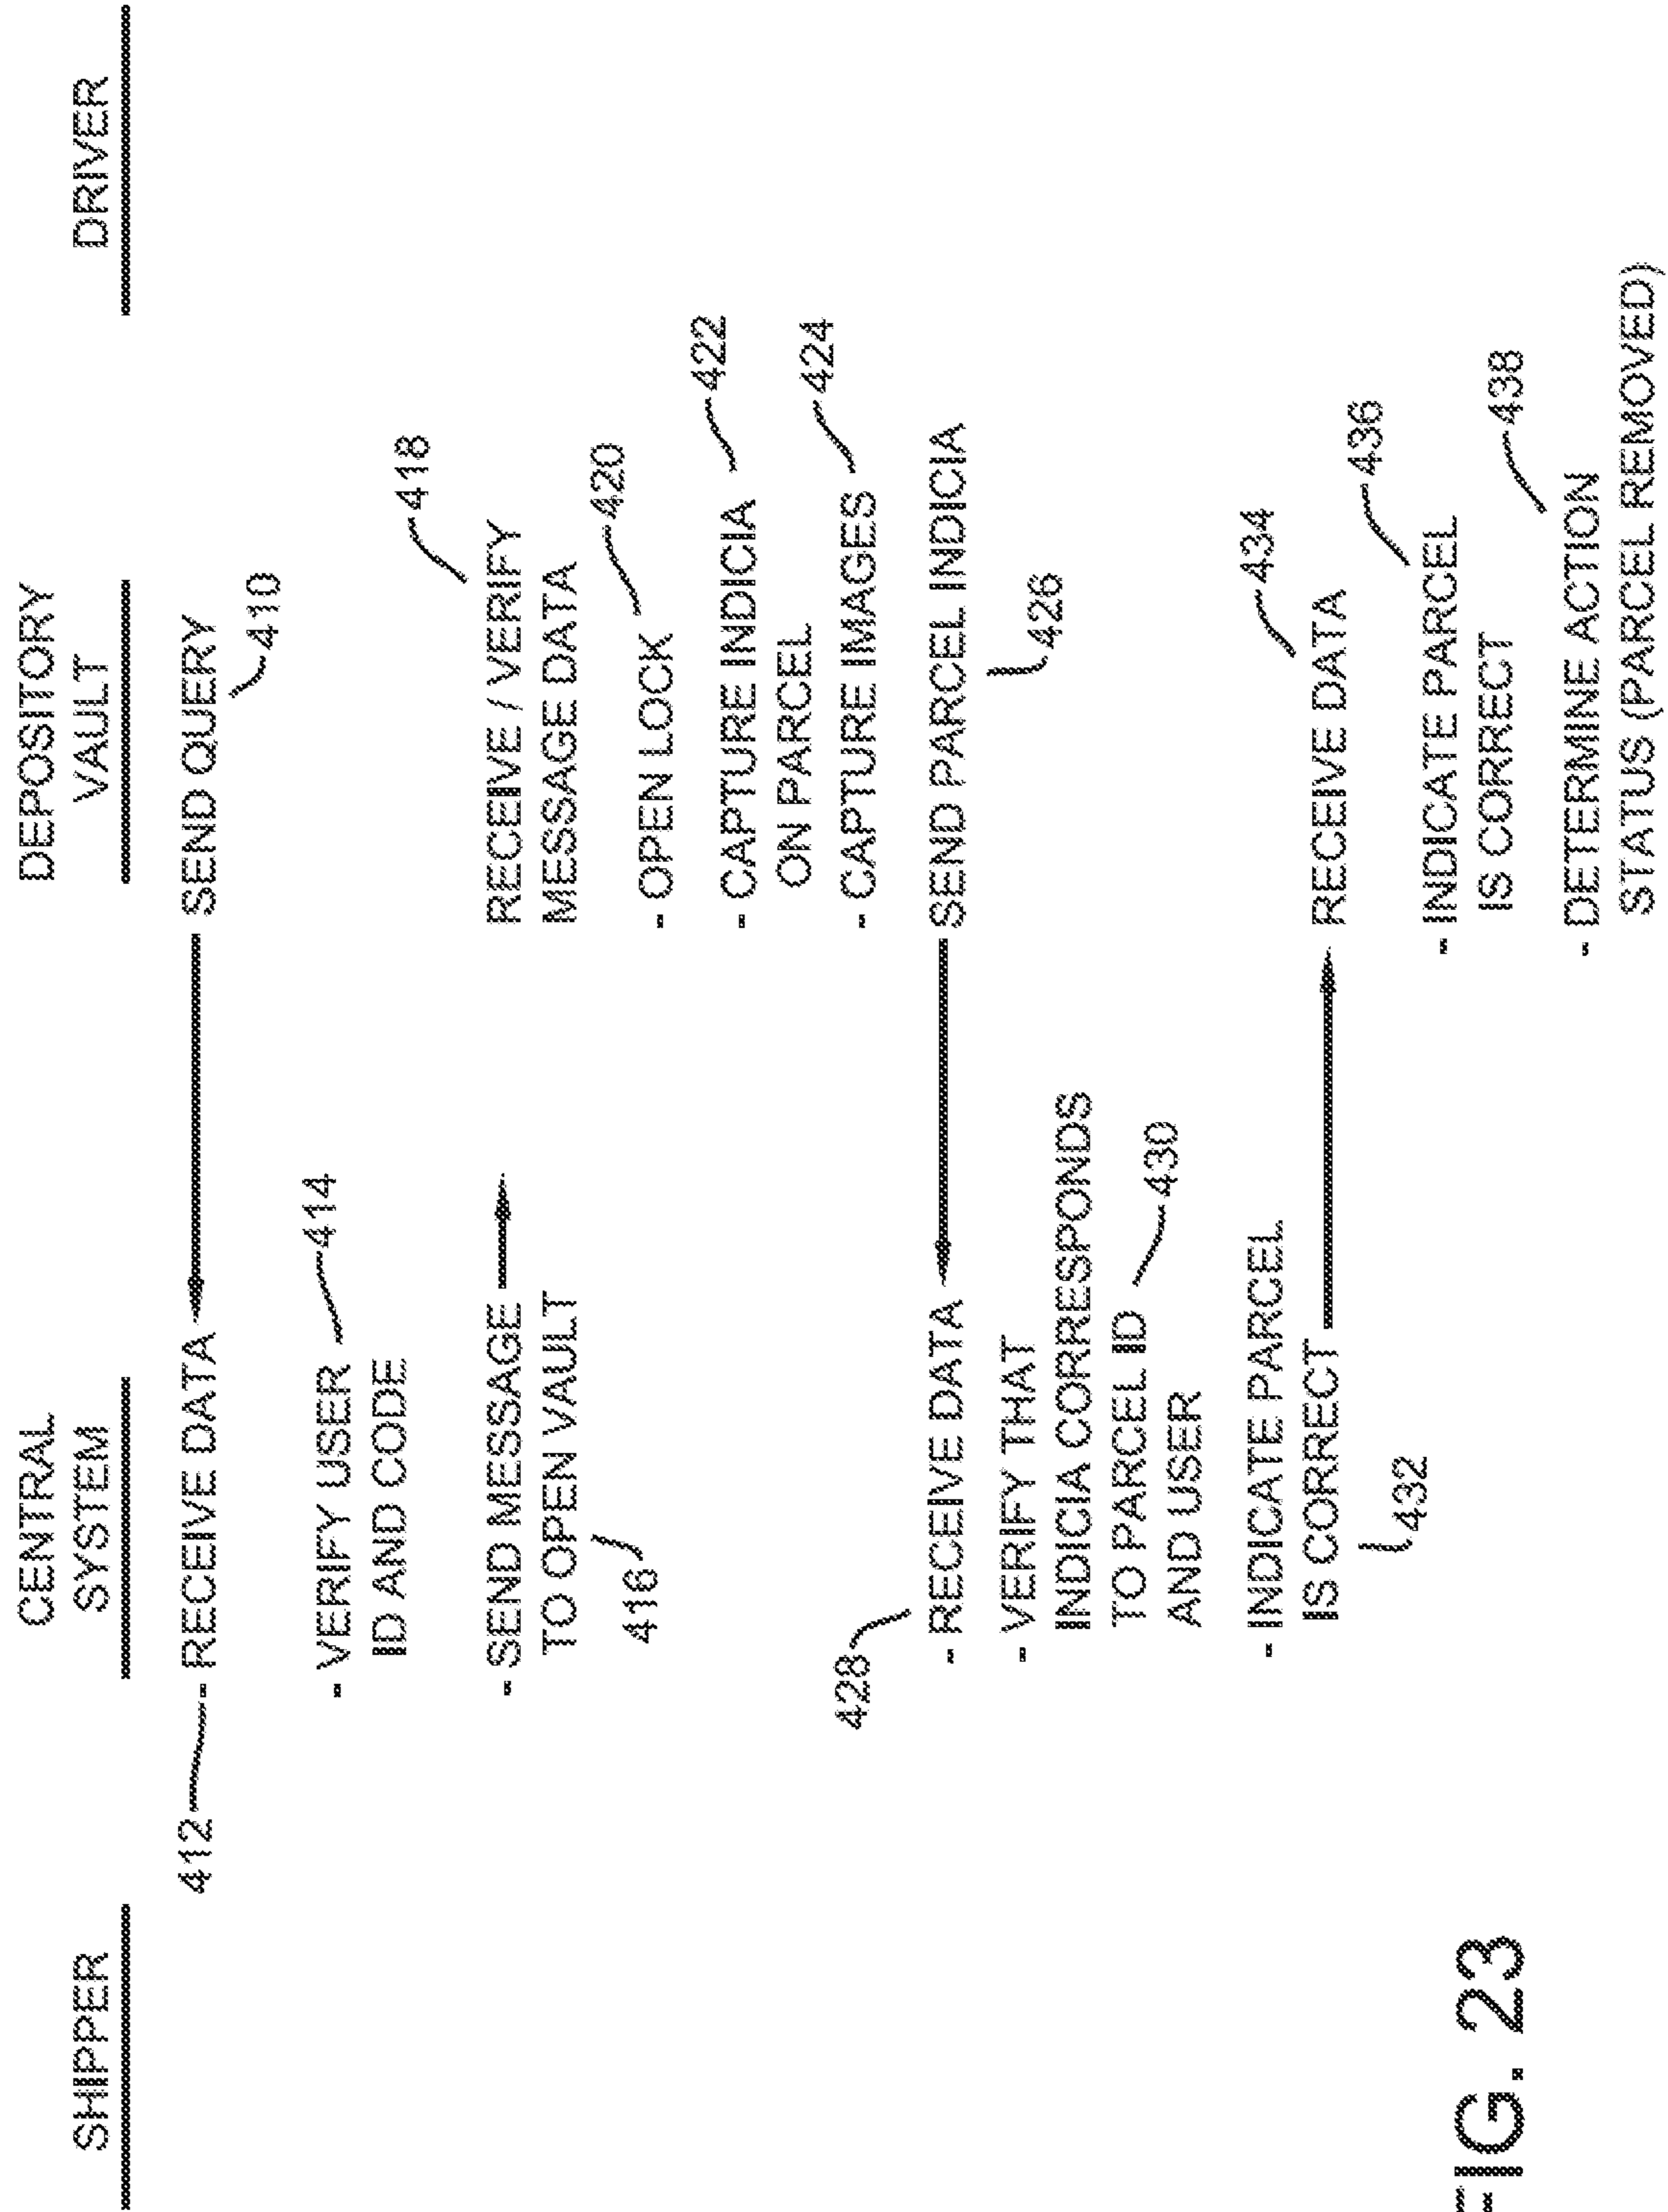 SHIPPER
CENTRAL
SYSTEM
DEPOSITORY
VAULT
DRIVER
412
- RECEIVE DATA
SEND QUERY
410
- VERIFY USER
ID AND CODE
414
- SEND MESSAGE
TO OPEN VAULT
416
RECEIVE / VERIFY
MESSAGE DATA
418
- OPEN LOCK
420
- CAPTURE INDICIA
ON PARCEL
422
- CAPTURE IMAGES
424
SEND PARCEL INDICIA
426
428
- RECEIVE DATA
- VERIFY THAT
INDICIA CORRESPONDS
TO PARCEL ID
AND USER
430
- INDICATE PARCEL
IS CORRECT
432
RECEIVE DATA
434
- INDICATE PARCEL
IS CORRECT
436
- DETERMINE ACTION
STATUS (PARCEL REMOVED)
438
FIG. 23